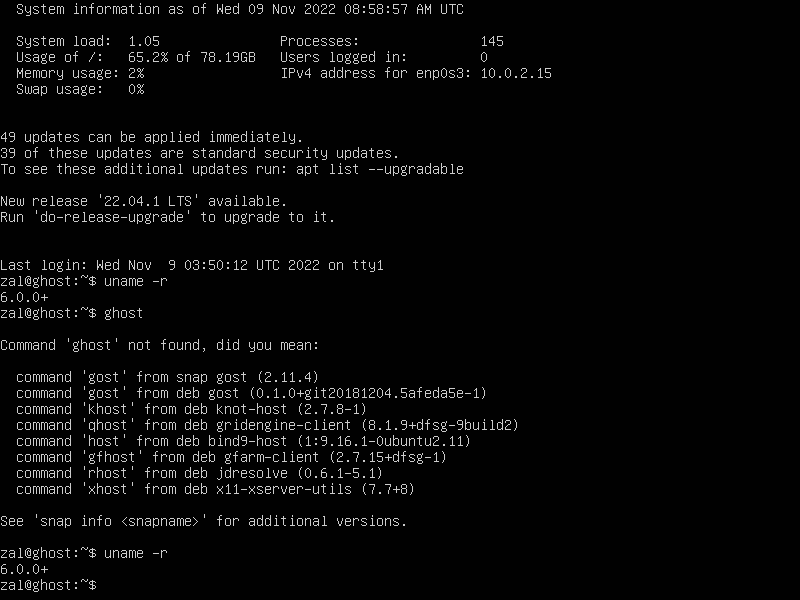 System information as of Wed 09 Nov 2022 08:58:57 AM UTC
System load:  1.05               Processes:               145
Usage of /:   65.2% of 78.19GB   Users logged in:         0
Memory usage: 2%                 IPv4 address for enp0s3: 10.0.2.15
Swap usage:   0%
49 updates can be applied immediately.
39 of these updates are standard security updates.
To see these additional updates run: apt list --upgradable
New release '22.04.1 LTS' available.
Run 'do-release-upgrade' to upgrade to it.
Last login: Wed Nov  9 03:50:12 UTC 2022 on tty1
zal@ghost:~$ uname -r
6.0.0+
zal@ghost:~$ ghost
Command 'ghost' not found, did you mean:
command 'gost' from snap gost (2.11.4)
command 'gost' from deb gost (0.1.0+git20181204.5afeda5e-1)
command 'khost' from deb knot-host (2.7.8-1)
command 'qhost' from deb gridengine-client (8.1.9+dfsg-9build2)
command 'host' from deb bind9-host (1:9.16.1-0ubuntu2.11)
command 'gfhost' from deb gfarm-client (2.7.15+dfsg-1)
command 'rhost' from deb jdresolve (0.6.1-5.1)
command 'xhost' from deb x11-xserver-utils (7.7+8)
See 'snap info <snapname>' for additional versions.
zal@ghost:~$ uname -r
6.0.0+
zal@ghost:~$